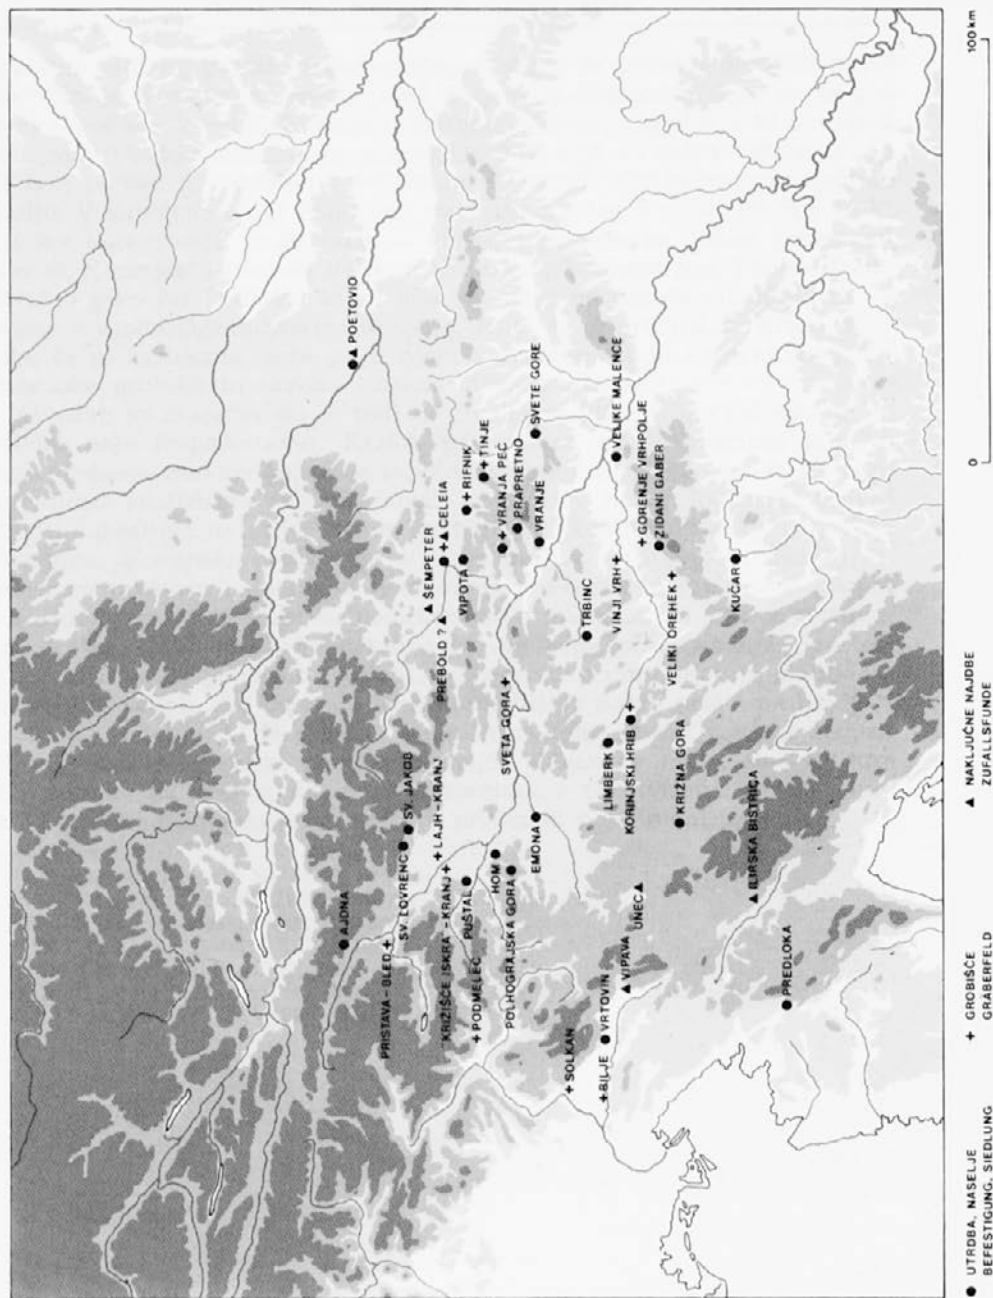 AJDNA
PRISTAVA-BLED
SV. LOVRENC
SV. JAKOB
LAJH-KRANJ
"KRIŽIŠČE ISKRA"-KRANJ
PUŠTAL
PODMELEC
HOM
POLHOGRAJSKA GORA
EMONA
SOLKAN
BILJE
VRTOVIN
VIPAVA
UNEC
PREDLOKA
ILIRSKA BISTRICA
KRIŽNA GORA
LIMBERK
KORINJSKI HRIB
SVETA GORA
PREBOLD ?
ŠEMPETER
CELEIA
VIPOTA
RIFNIK
TINJE
VRANJA PEČ
PRAPRETNO
VRANJE
SVETE GORE
POETOVIO
TRBINC
VINJI VRH
VELIKE MALENCE
GORENJE VRHPOLJE
ŽIDANI GABER
VELIKI OREHEK
KUČAR
UTRDBA, NASELJE
BEFESTIGUNG, SIEDLUNG
GROBIŠČE
GRÄBERFELD
NAKLJUČNE NAJDBE
ZUFALLSFUNDE
0
100 km